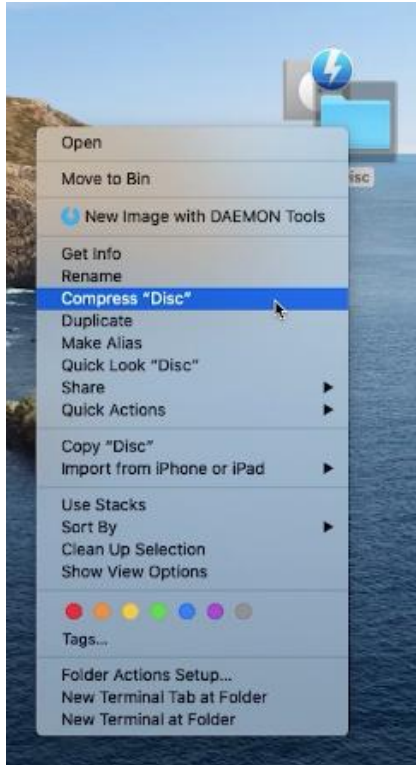 isc
Open
Move to Bin
New Image with DAEMON Tools
Get Info
Rename
Compress “Disc”
Duplicate
Make Alias
Quick Look “Disc”
Share
Quick Actions
Copy “Disc”
Import from iPhone or iPad
Use Stacks
Sort By
Clean Up Selection
Show View Options
Tags...
Folder Actions Setup...
New Terminal Tab at Folder
New Terminal at Folder